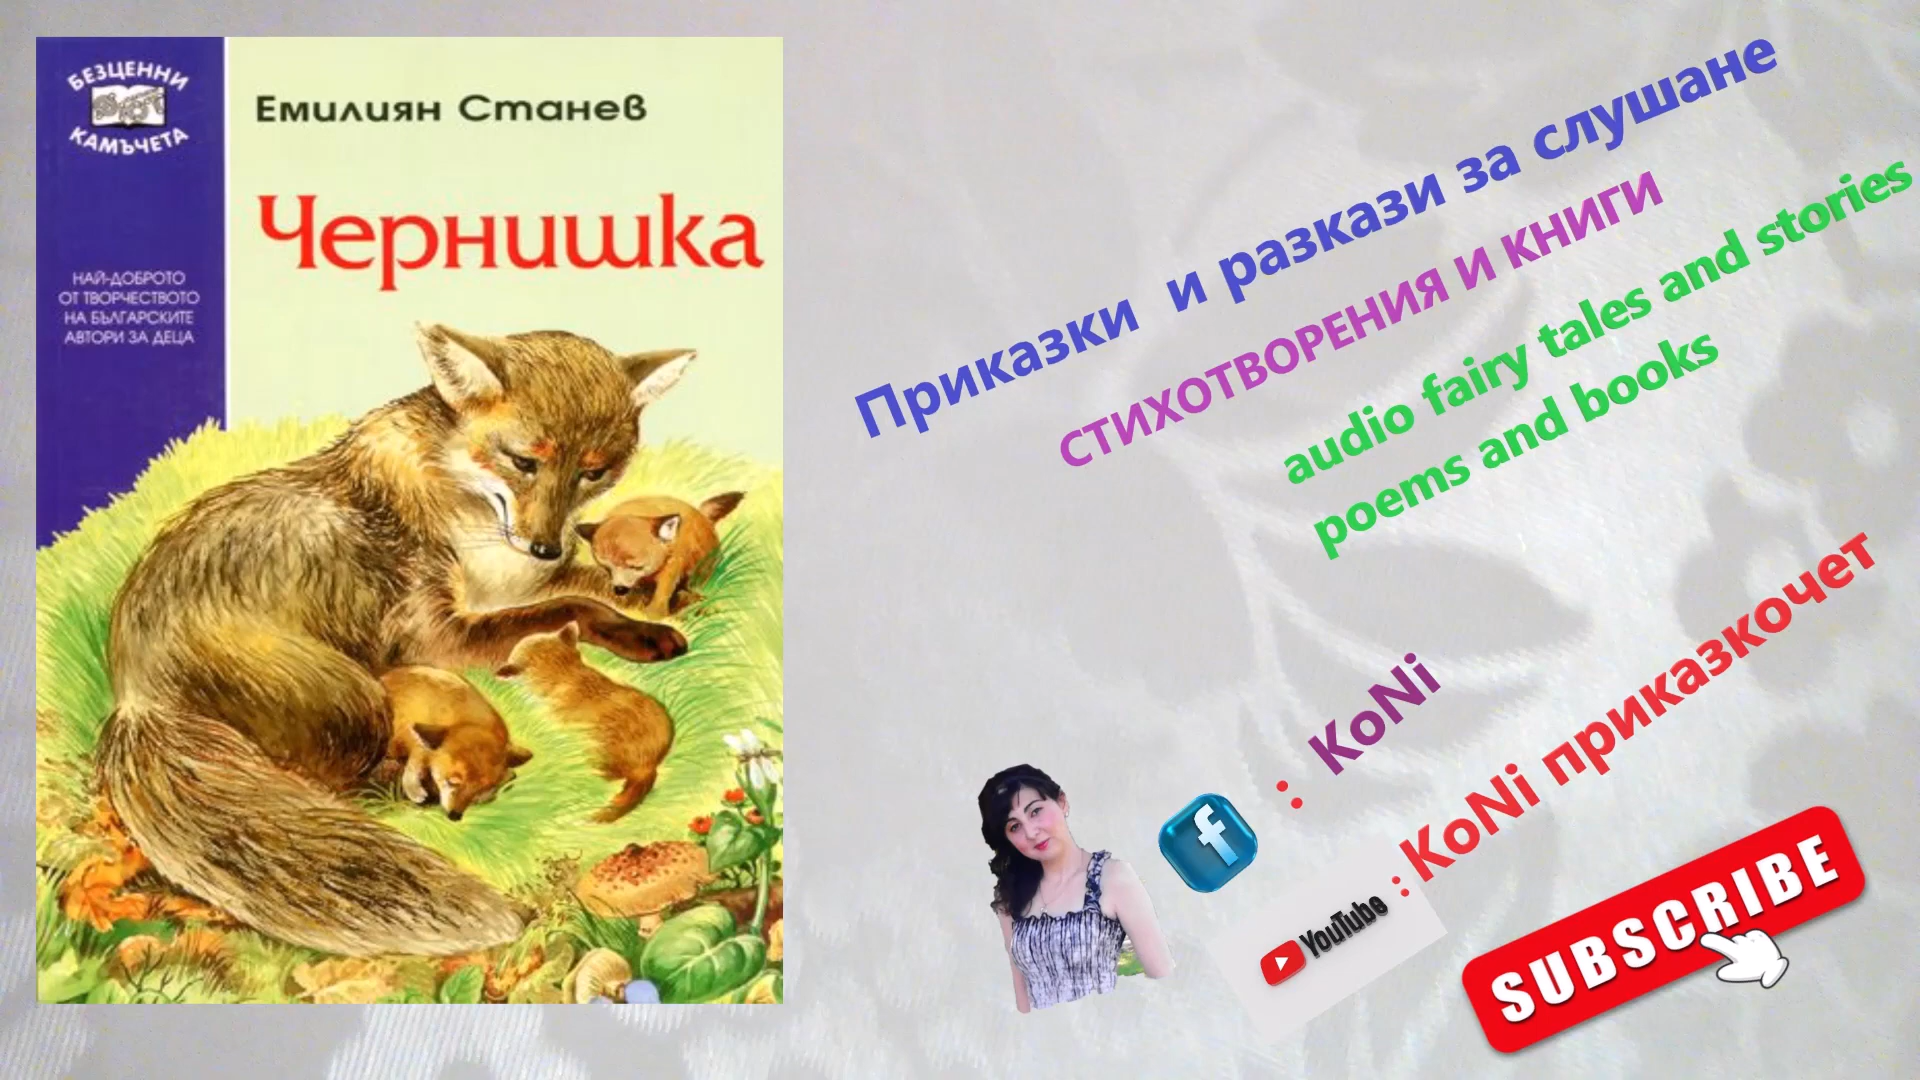 БЕЗЦЕННИ
КАМЪЧЕТА
НАЙ-ДОБРОТО
ОТ ТВОРЧЕСТВОТО
НА БЪЛГАРСКИТЕ
АВТОРИ ЗА ДЕЦА
Емилиян Станев
Чернишка
Приказки и разкази за слушане
СТИХОТВОРЕНИЯ И КНИГИ
audio fairy tales and stories
poems and books
f : KoNi
YouTube : KoNi приказкочет
SUBSCRIBE